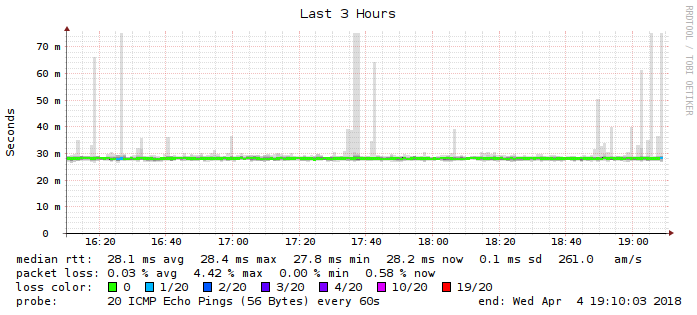 Last 3 Hours
RRDTOOL / TOBI OETIKER
Seconds
70 m
60 m
50 m
40 m
30 m
20 m
10 m
0
16:20 16:40 17:00 17:20 17:40 18:00 18:20 18:40 19:00
median rtt: 28.1 ms avg 28.4 ms max 27.8 ms min 28.2 ms now 0.1 ms sd 261.0 am/s
packet loss: 0.03 % avg 4.42 % max 0.00 % min 0.58 % now
loss color: 0 1/20 2/20 3/20 4/20 10/20 19/20
probe: 20 ICMP Echo Pings (56 Bytes) every 60s end: Wed Apr 4 19:10:03 2018